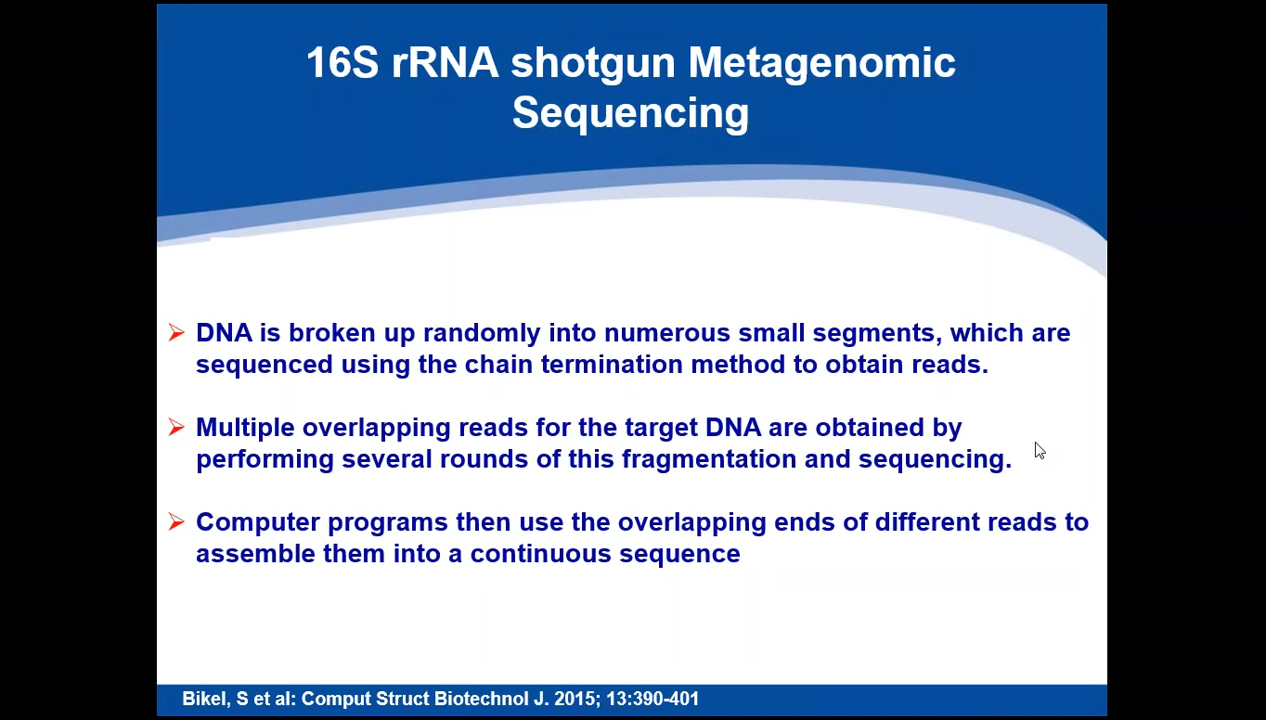 16S rRNA shotgun Metagenomic
Sequencing
DNA is broken up randomly into numerous small segments, which are
sequenced using the chain termination method to obtain reads.
Multiple overlapping reads for the target DNA are obtained by
performing several rounds of this fragmentation and sequencing.
Computer programs then use the overlapping ends of different reads to
assemble them into a continuous sequence
Bikel, S et al: Comput Struct Biotechnol J. 2015; 13:390-401